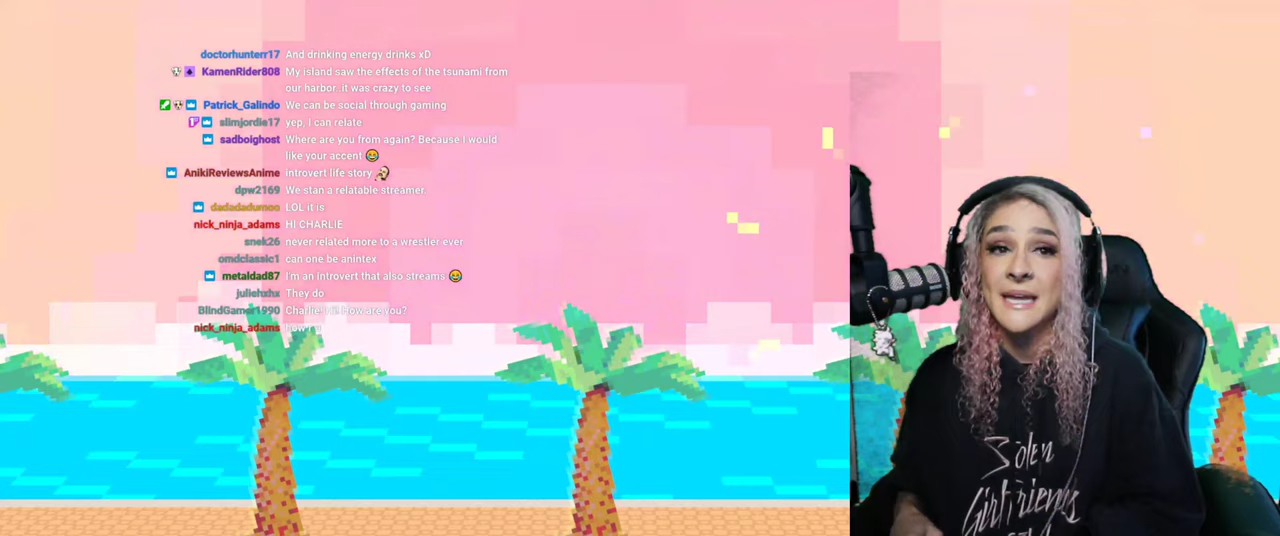 doctorhunterr17 And drinking energy drinks xD
KamenRider808 My island saw the effects of the tsunami from
our harbor..it was crazy to see
Patrick_Galindo We can be social through gaming
slimjordie17 yep, I can relate
sadboighost Where are you from again? Because I would
like your accent 😂
AnikiReviewsAnime introvert life story
dpw2169 We stan a relatable streamer.
dadadadumoo LOL it is
nick_ninja_adams HI CHARLIE
snek26 never related more to a wrestler ever
omdclassic1 can one be anintex
metaldad87 I'm an introvert that also streams 😂
juliehxhx They do
BlindGamer1990 Charlie! Hi! How are you?
nick_ninja_adams
Stolen
Girlfriends